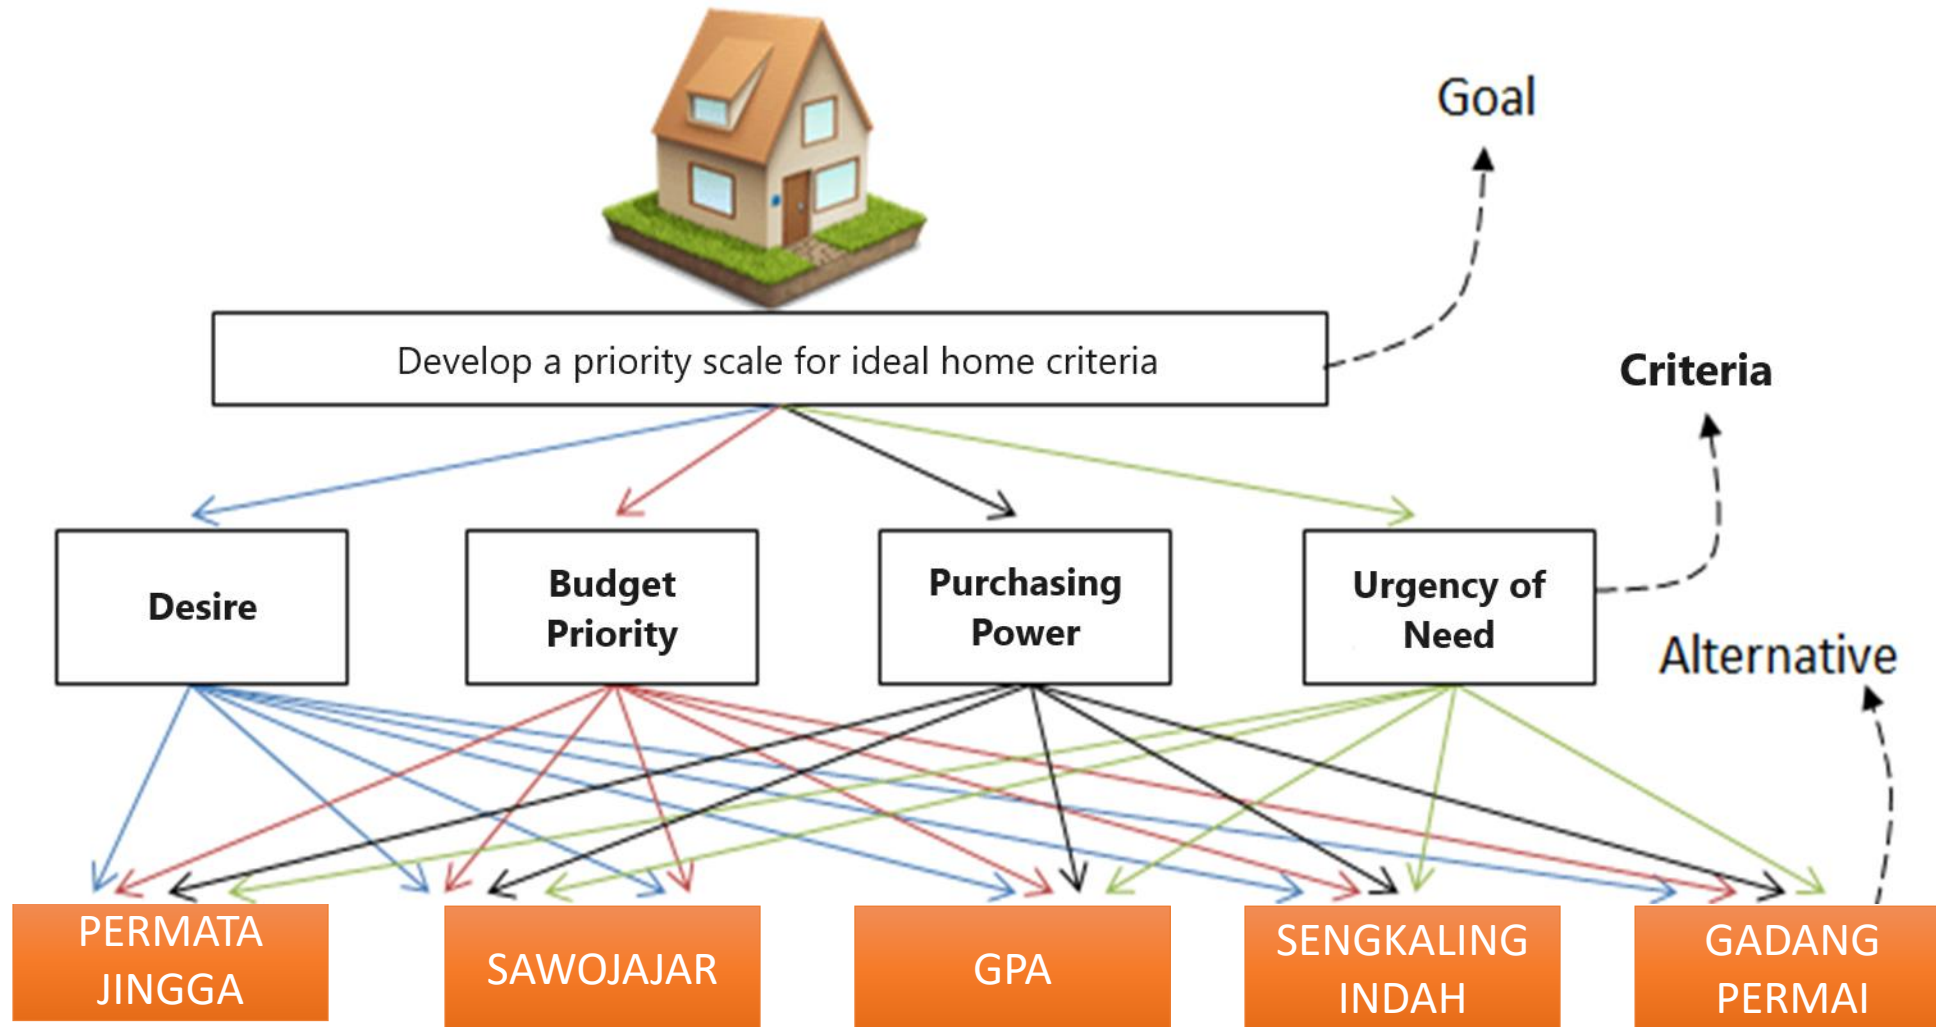 Goal
Develop a priority scale for ideal home criteria
Criteria
Desire
Budget
Priority
Purchasing
Power
Urgency of
Need
Alternative
PERMATA
JINGGA
SAWOJAJAR
GPA
SENGKALING
INDAH
GADANG
PERMAI